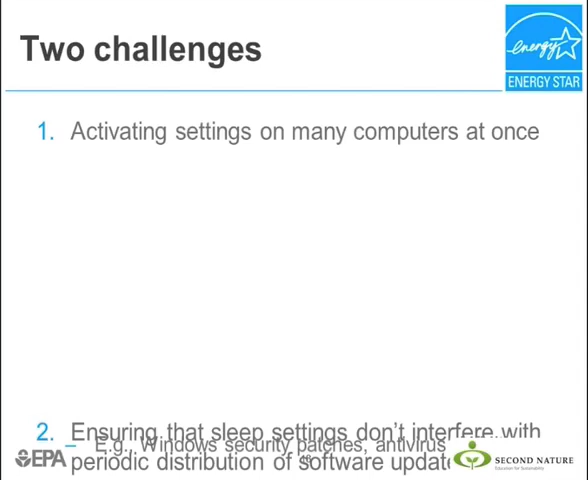 Two challenges
energy
ENERGY STAR
1. Activating settings on many computers at once
2. Ensuring that sleep settings don't interfere with
– E.g., Windows security patches, antivirus
periodic distribution of software updat
EPA
SECOND NATURE
Education for Sustainability